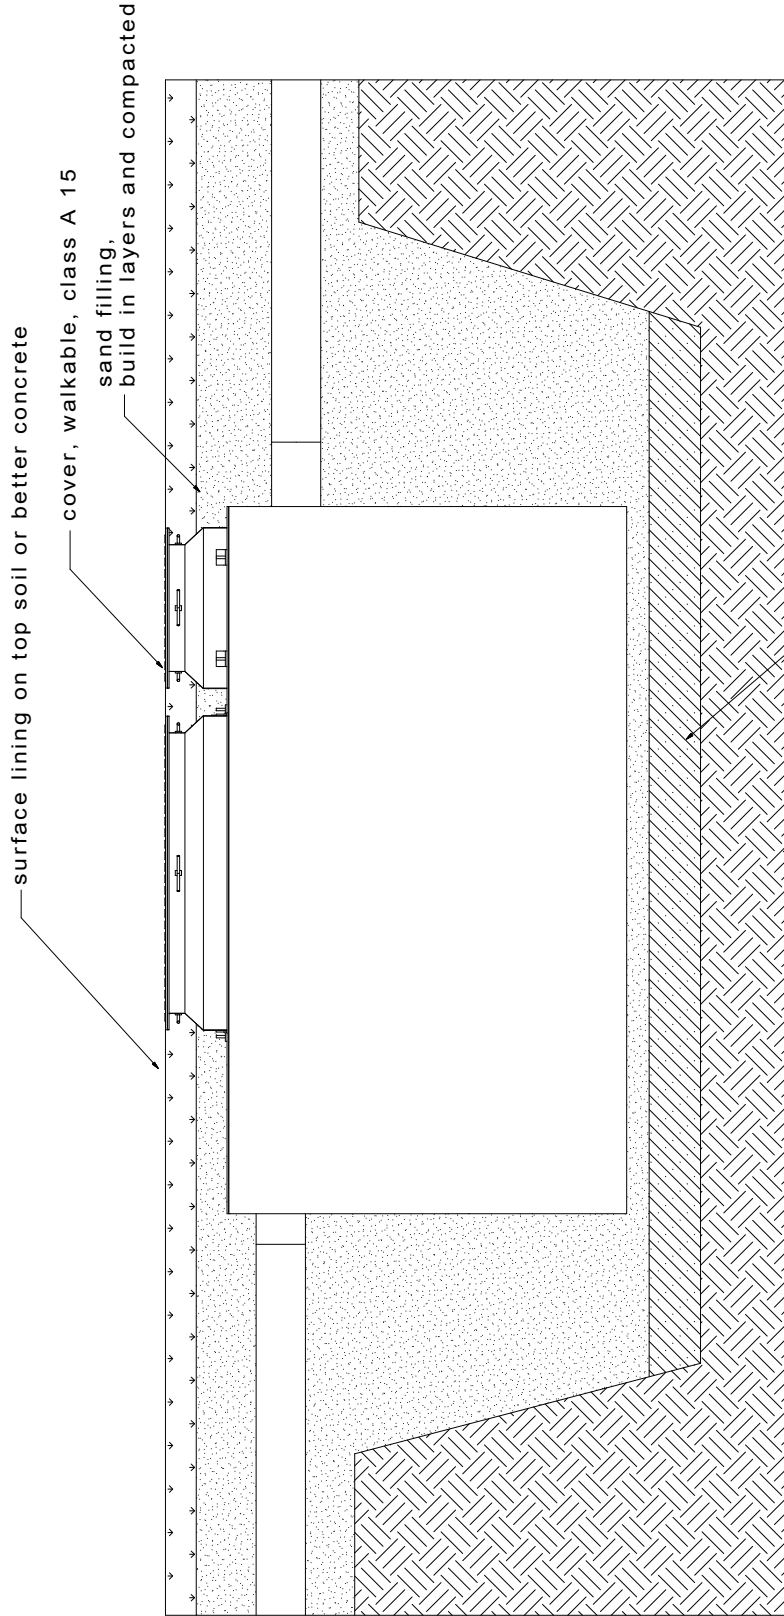 surface lining on top soil or better concrete
cover, walkable, class A 15
sand filling,
build in layers and compacted